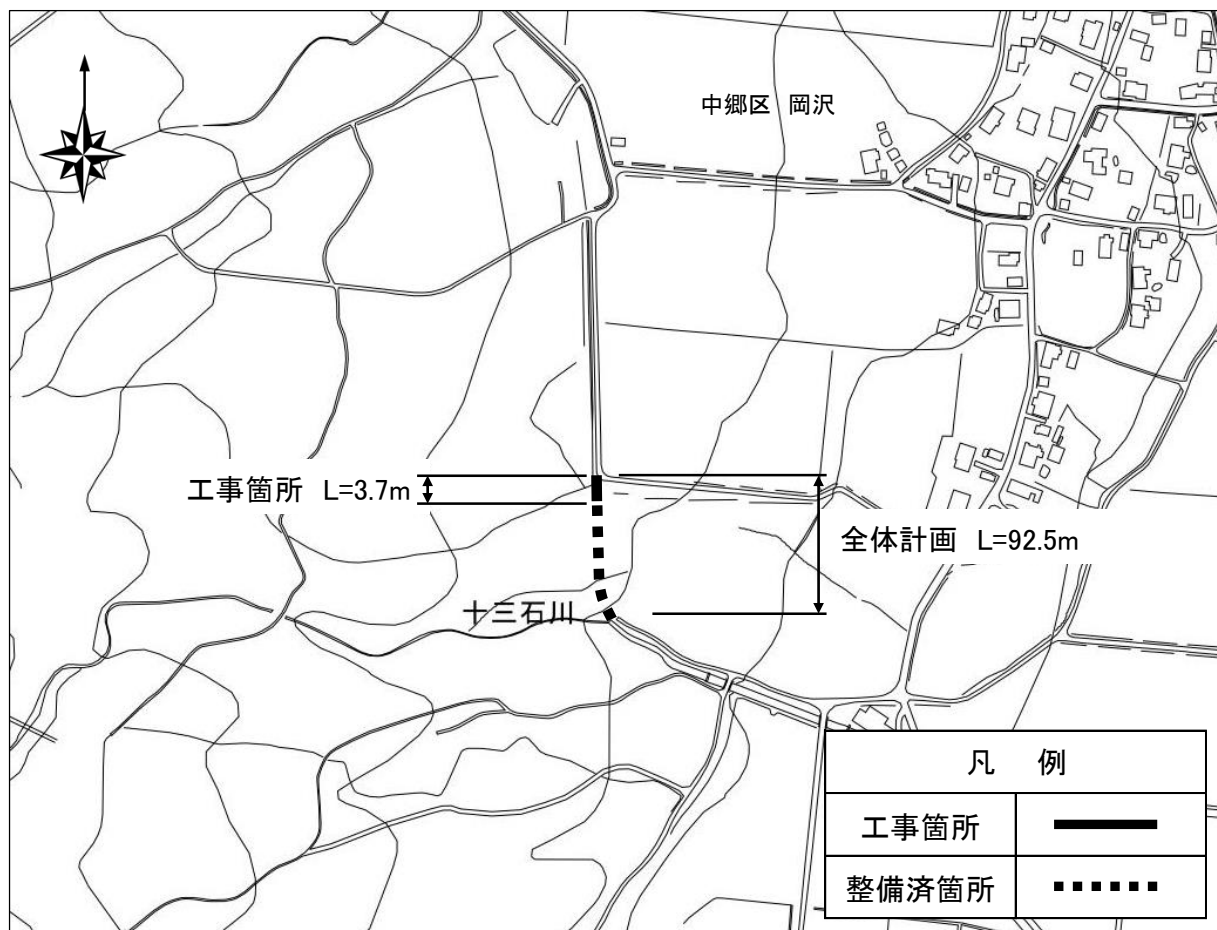 中郷区 岡沢
工事箇所 L=3.7m
全体計画 L=92.5m
十三石川
凡 例
工事箇所
整備済箇所